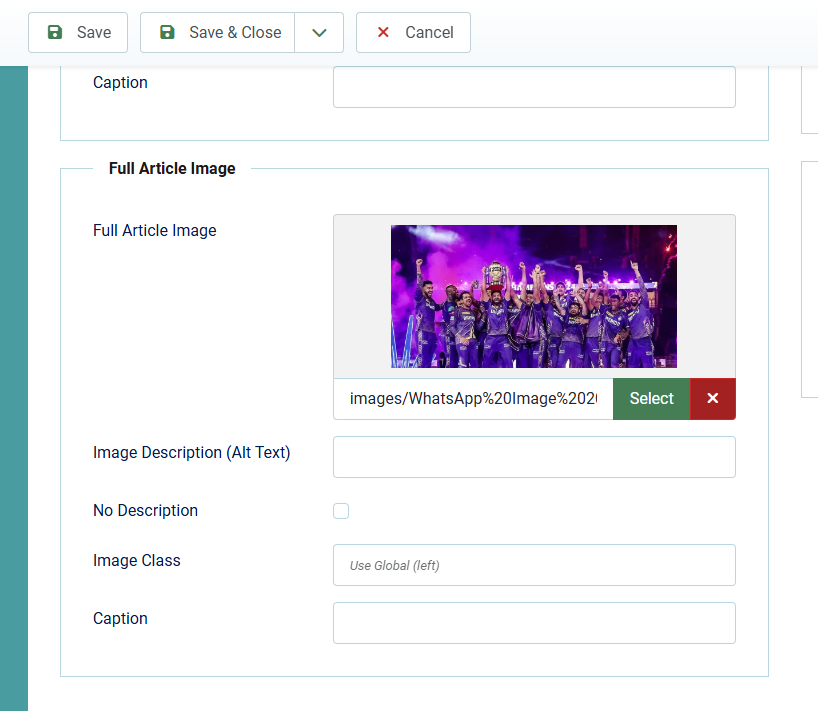 Save
Save & Close
Cancel
Caption
Full Article Image
Full Article Image
images/WhatsApp%20Image%202
Select
Image Description (Alt Text)
No Description
Image Class
Use Global (left)
Caption